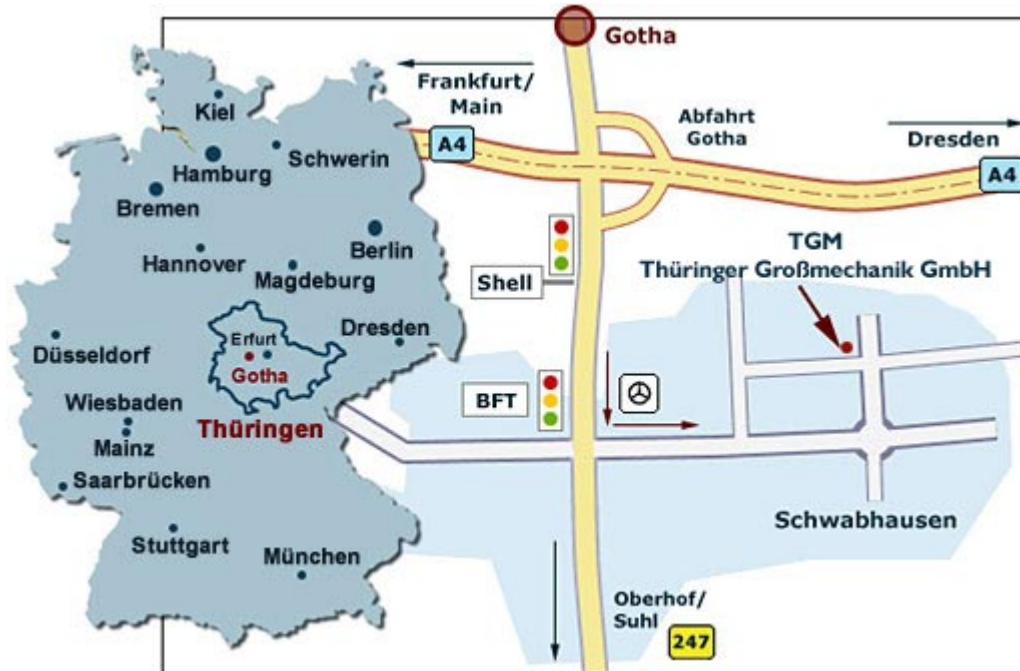 Kiel
Schwerin
Hamburg
Bremen
Berlin
Hannover
Magdeburg
Dresden
Düsseldorf
Erfurt
Gotha
Wiesbaden
Thüringen
Mainz
Saarbrücken
Stuttgart
München
Gotha
Frankfurt/
Main
A4
Abfahrt
Gotha
Dresden
A4
Shell
TGM
Thüringer Großmechanik GmbH
BFT
Schwabhausen
Oberhof/
Suhl
247